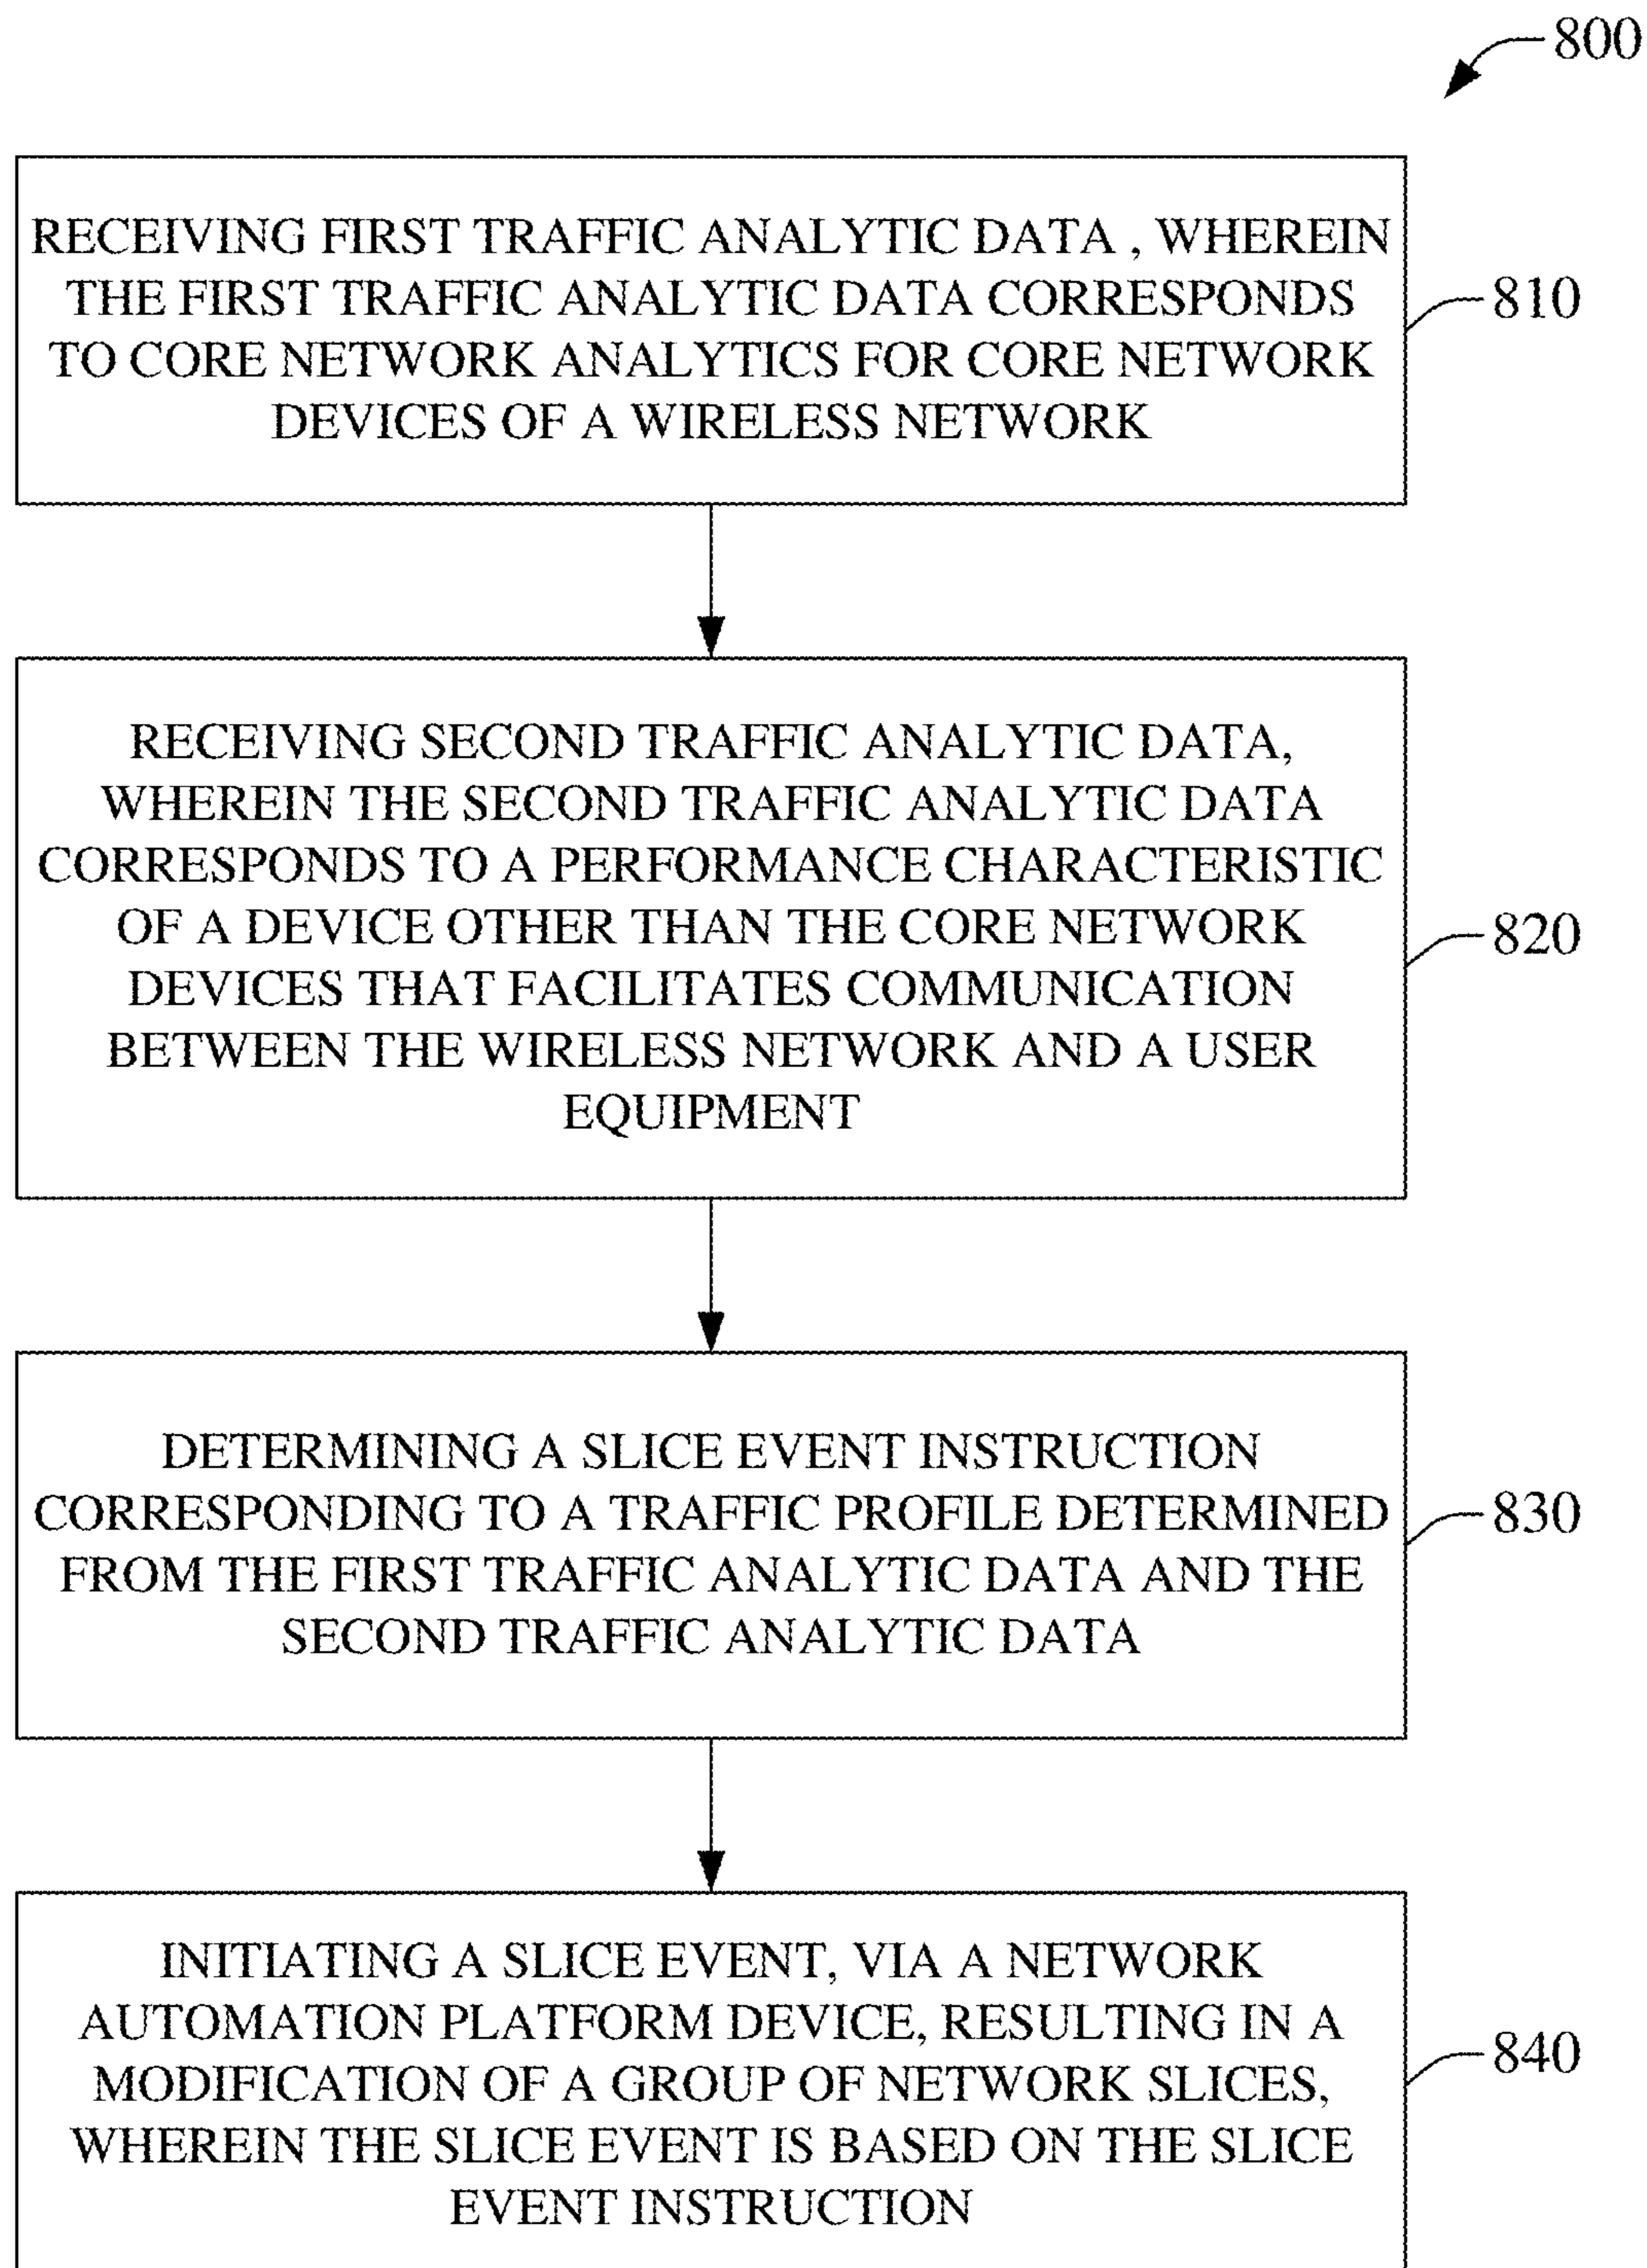 800
RECEIVING FIRST TRAFFIC ANALYTIC DATA , WHEREIN
THE FIRST TRAFFIC ANALYTIC DATA CORRESPONDS
TO CORE NETWORK ANALYTICS FOR CORE NETWORK
DEVICES OF A WIRELESS NETWORK
810
RECEIVING SECOND TRAFFIC ANALYTIC DATA,
WHEREIN THE SECOND TRAFFIC ANALYTIC DATA
CORRESPONDS TO A PERFORMANCE CHARACTERISTIC
OF A DEVICE OTHER THAN THE CORE NETWORK
DEVICES THAT FACILITATES COMMUNICATION
BETWEEN THE WIRELESS NETWORK AND A USER
EQUIPMENT
820
DETERMINING A SLICE EVENT INSTRUCTION
CORRESPONDING TO A TRAFFIC PROFILE DETERMINED
FROM THE FIRST TRAFFIC ANALYTIC DATA AND THE
SECOND TRAFFIC ANALYTIC DATA
830
INITIATING A SLICE EVENT, VIA A NETWORK
AUTOMATION PLATFORM DEVICE, RESULTING IN A
MODIFICATION OF A GROUP OF NETWORK SLICES,
WHEREIN THE SLICE EVENT IS BASED ON THE SLICE
EVENT INSTRUCTION
840